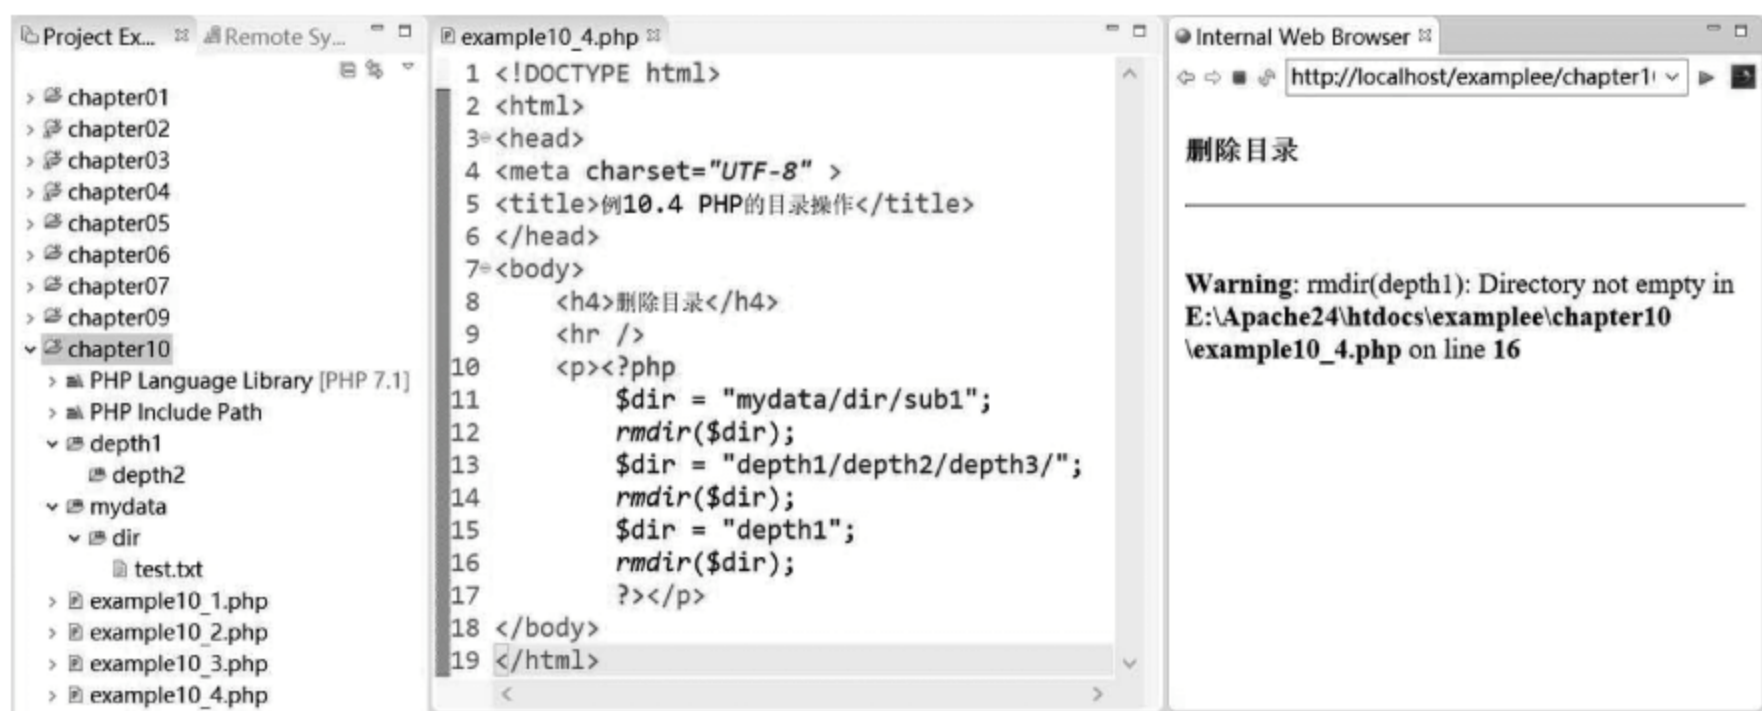 Project Ex...
Remote Sy...
chapter01
chapter02
chapter03
chapter04
chapter05
chapter06
chapter07
chapter09
chapter10
PHP Language Library [PHP 7.1]
PHP Include Path
depth1
depth2
mydata
dir
test.txt
example10_1.php
example10_2.php
example10_3.php
example10_4.php
example10_4.php
1 <!DOCTYPE html>
2 <html>
3 <head>
4 <meta charset="UTF-8" >
5 <title>例10.4 PHP的目录操作</title>
6 </head>
7 <body>
8 <h4>删除目录</h4>
9 <hr />
10 <p><?php
11 $dir = "mydata/dir/sub1";
12 rmdir($dir);
13 $dir = "depth1/depth2/depth3/";
14 rmdir($dir);
15 $dir = "depth1";
16 rmdir($dir);
17 ?></p>
18 </body>
19 </html>
Internal Web Browser
http://localhost/examplee/chapter1
删除目录
Warning: rmdir(depth1): Directory not empty in
E:\Apache24\htdocs\examplee\chapter10
\example10_4.php on line 16